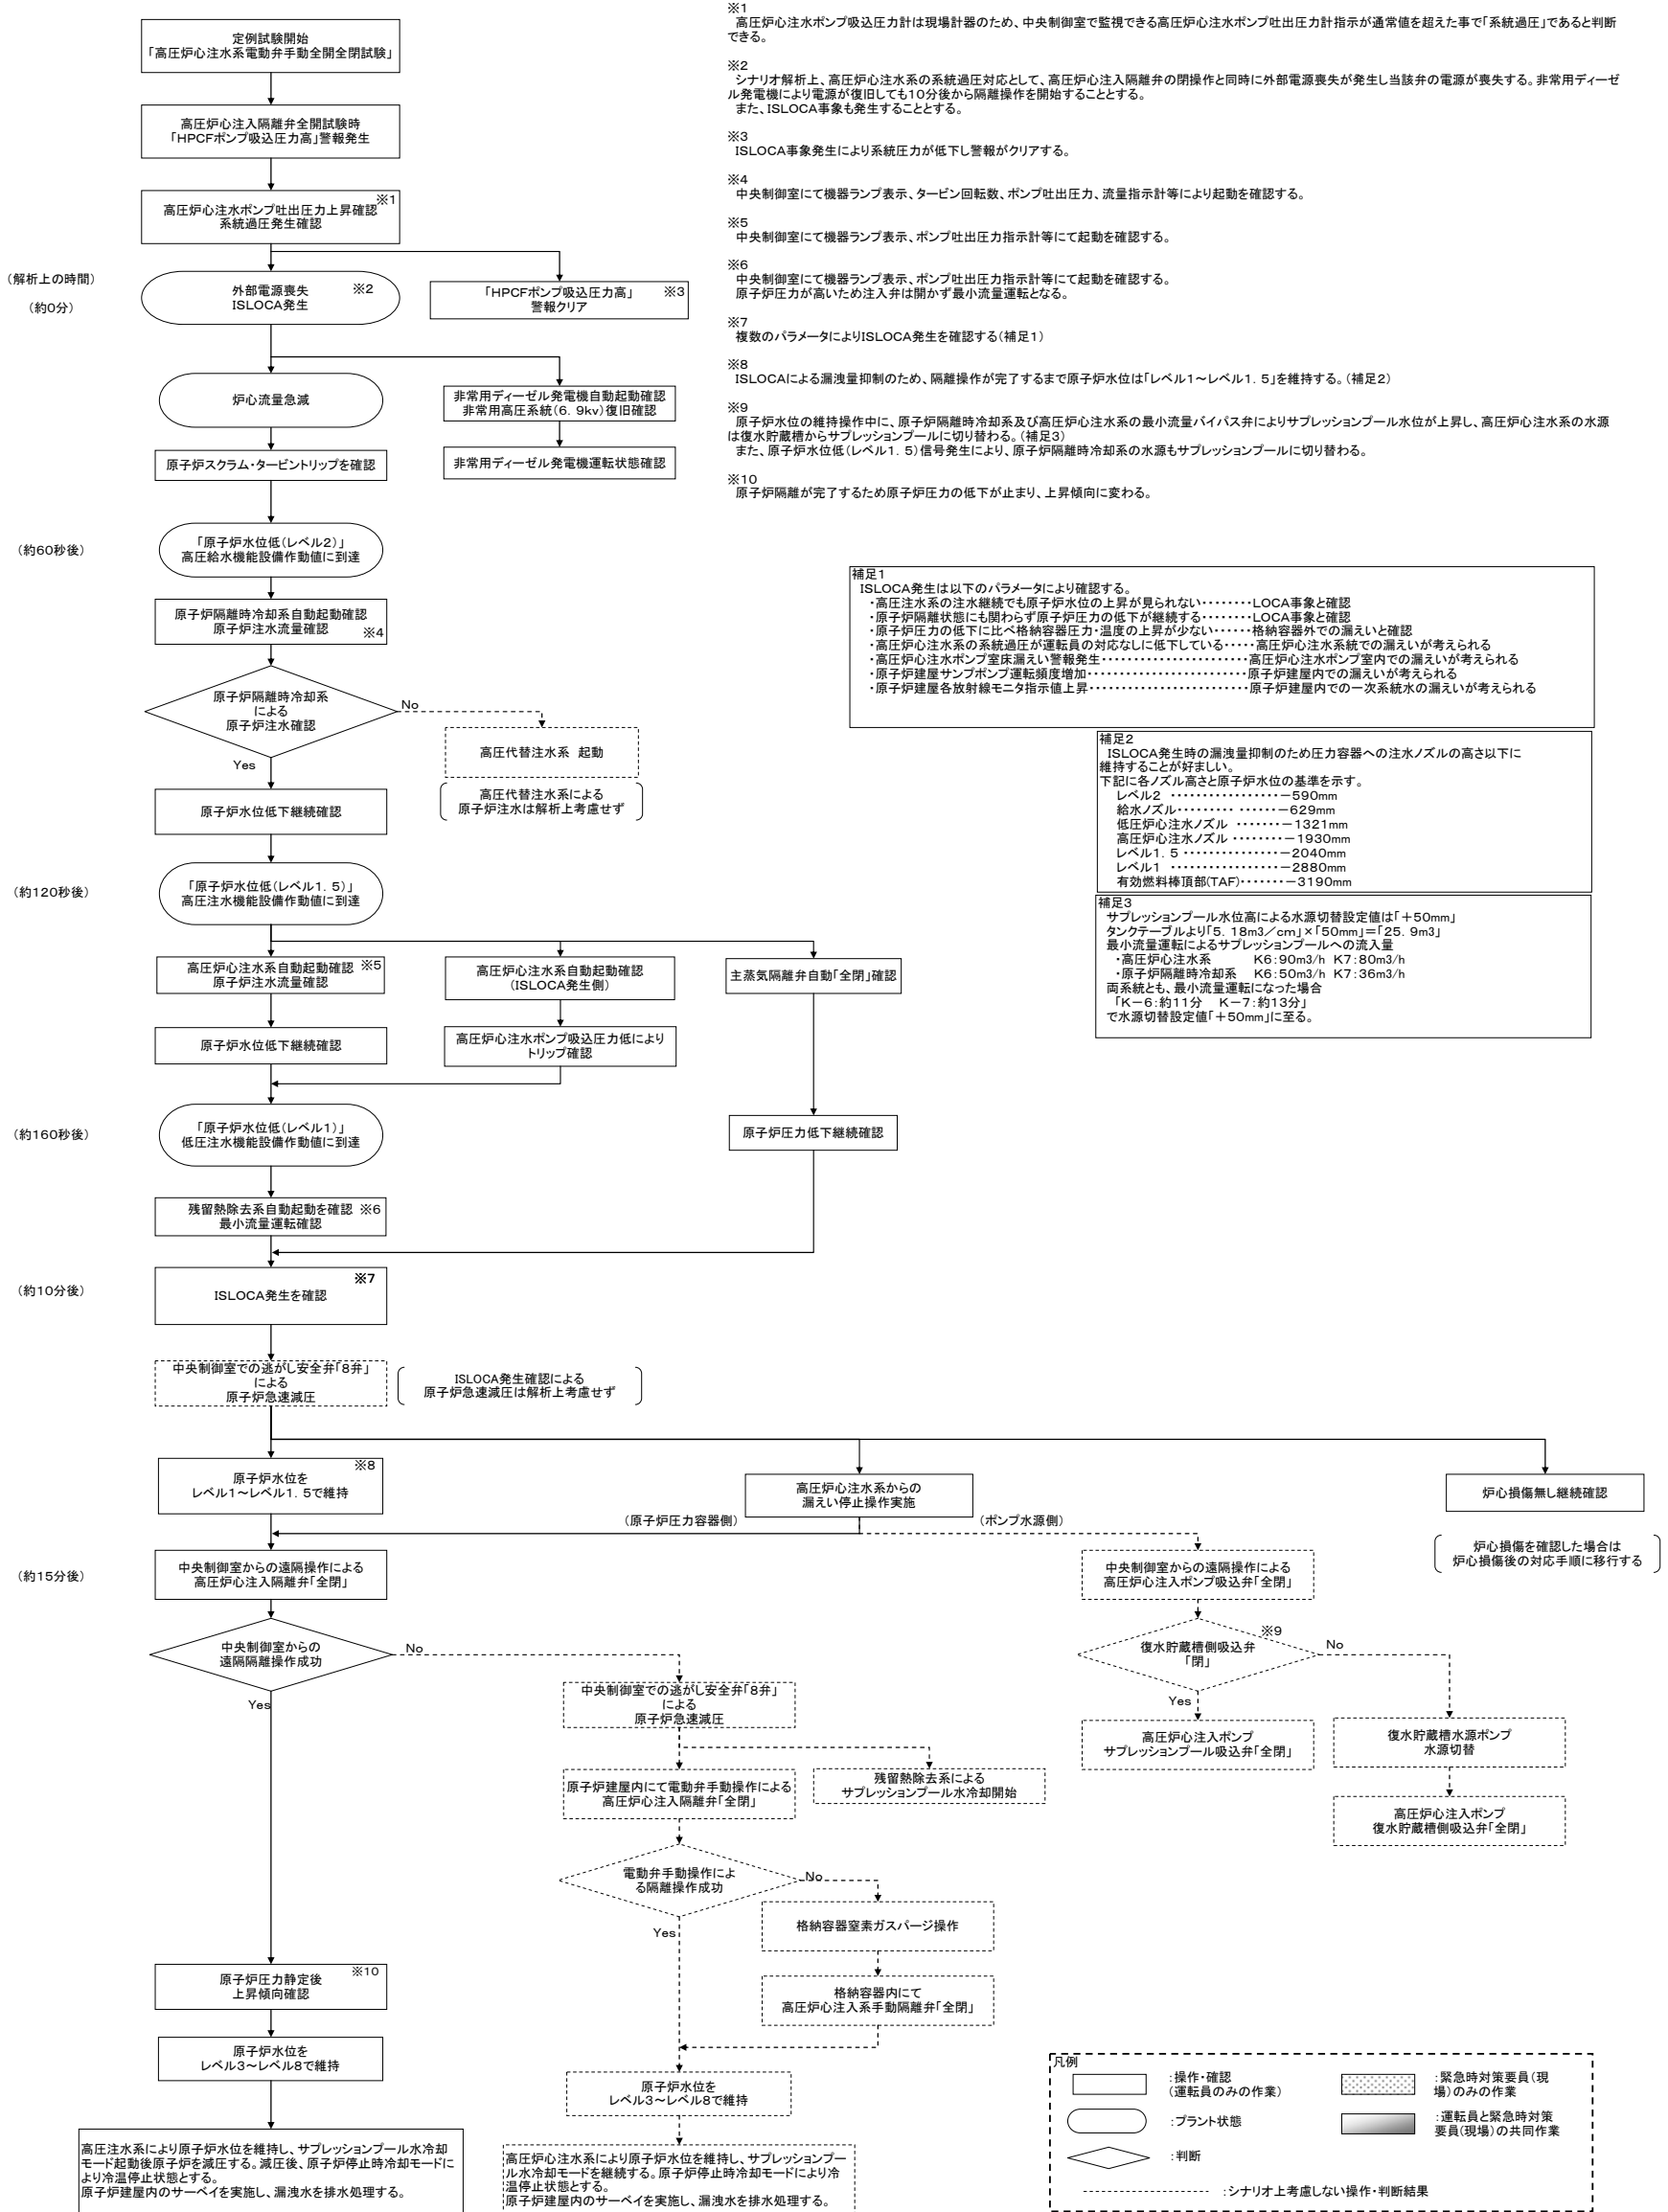 定例試験開始
「高圧炉心注水系電動弁手動全開全閉試験」
高圧炉心注入隔離弁全開試験時
「HPCFポンプ吸込圧力高」警報発生
※1
高圧炉心注水ポンプ吐出圧力上昇確認
系統過圧発生確認
(解析上の時間)
(約0分)
外部電源喪失 ※2
ISLOCA発生
「HPCFポンプ吸込圧力高」 ※3
警報クリア
炉心流量急減
非常用ディーゼル発電機自動起動確認
非常用高圧系統(6.9kv)復旧確認
原子炉スクラム・タービントリップを確認
非常用ディーゼル発電機運転状態確認
(約60秒後)
「原子炉水位低(レベル2)」
高圧給水機能設備作動値に到達
原子炉隔離時冷却系自動起動確認
原子炉注水流量確認 ※4
原子炉隔離時冷却系
による
原子炉注水確認
No
Yes
高圧代替注水系 起動
高圧代替注水系による
原子炉注水は解析上考慮せず
原子炉水位低下継続確認
(約120秒後)
「原子炉水位低(レベル1.5)」
高圧注水機能設備作動値に到達
高圧炉心注水系自動起動確認 ※5
原子炉注水流量確認
高圧炉心注水系自動起動確認
(ISLOCA発生側)
主蒸気隔離弁自動「全閉」確認
原子炉水位低下継続確認
高圧炉心注水ポンプ吸込圧力低により
トリップ確認
(約160秒後)
「原子炉水位低(レベル1)」
低圧注水機能設備作動値に到達
原子炉圧力低下継続確認
残留熱除去系自動起動を確認 ※6
最小流量運転確認
(約10分後)
※7
ISLOCA発生を確認
中央制御室での逃がし安全弁「8弁」
による
原子炉急速減圧
ISLOCA発生確認による
原子炉急速減圧は解析上考慮せず
※8
原子炉水位を
レベル1～レベル1.5で維持
高圧炉心注水系からの
漏えい停止操作実施
炉心損傷無し継続確認
(原子炉圧力容器側)
(ポンプ水源側)
炉心損傷を確認した場合は
炉心損傷後の対応手順に移行する
(約15分後)
中央制御室からの遠隔操作による
高圧炉心注入隔離弁「全閉」
中央制御室からの遠隔操作による
高圧炉心注入ポンプ吸込弁「全閉」
中央制御室からの
遠隔隔離操作成功
No
Yes
※9
復水貯蔵槽側吸込弁
「閉」
No
Yes
中央制御室での逃がし安全弁「8弁」
による
原子炉急速減圧
高圧炉心注入ポンプ
サプレッションプール吸込弁「全閉」
復水貯蔵槽水源ポンプ
水源切替
原子炉建屋内にて電動弁手動操作による
高圧炉心注入隔離弁「全閉」
残留熱除去系による
サプレッションプール水冷却開始
高圧炉心注入ポンプ
復水貯蔵槽側吸込弁「全閉」
電動弁手動操作によ
る隔離操作成功
No
Yes
格納容器窒素ガスパージ操作
格納容器内にて
高圧炉心注入系手動隔離弁「全閉」
※10
原子炉圧力静定後
上昇傾向確認
原子炉水位を
レベル3～レベル8で維持
原子炉水位を
レベル3～レベル8で維持
高圧注水系により原子炉水位を維持し、サプレッションプール水冷却
モード起動後原子炉を減圧する。減圧後、原子炉停止時冷却モードに
より冷温停止状態とする。
原子炉建屋内のサーベイを実施し、漏洩水を排水処理する。
高圧炉心注水系により原子炉水位を維持し、サプレッションプー
ル水冷却モードを継続する。原子炉停止時冷却モードにより冷
温停止状態とする。
原子炉建屋内のサーベイを実施し、漏洩水を排水処理する。
※1
高圧炉心注水ポンプ吸込圧力計は現場計器のため、中央制御室で監視できる高圧炉心注水ポンプ吐出圧力計指示が通常値を超えた事で「系統過圧」であると判断
できる。
※2
シナリオ解析上、高圧炉心注水系の系統過圧対応として、高圧炉心注入隔離弁の閉操作と同時に外部電源喪失が発生し当該弁の電源が喪失する。非常用ディーゼ
ル発電機により電源が復旧しても10分後から隔離操作を開始することとする。
また、ISLOCA事象も発生することとする。
※3
ISLOCA事象発生により系統圧力が低下し警報がクリアする。
※4
中央制御室にて機器ランプ表示、タービン回転数、ポンプ吐出圧力、流量指示計等により起動を確認する。
※5
中央制御室にて機器ランプ表示、ポンプ吐出圧力指示計等にて起動を確認する。
※6
中央制御室にて機器ランプ表示、ポンプ吐出圧力指示計等にて起動を確認する。
原子炉圧力が高いため注入弁は開かず最小流量運転となる。
※7
複数のパラメータによりISLOCA発生を確認する(補足1)
※8
ISLOCAによる漏洩量抑制のため、隔離操作が完了するまで原子炉水位は「レベル1～レベル1.5」を維持する。(補足2)
※9
原子炉水位の維持操作中に、原子炉隔離時冷却系及び高圧炉心注水系の最小流量バイパス弁によりサプレッションプール水位が上昇し、高圧炉心注水系の水源
は復水貯蔵槽からサプレッションプールに切り替わる。(補足3)
また、原子炉水位低(レベル1.5)信号発生により、原子炉隔離時冷却系の水源もサプレッションプールに切り替わる。
※10
原子炉隔離が完了するため原子炉圧力の低下が止まり、上昇傾向に変わる。
補足1
ISLOCA発生は以下のパラメータにより確認する。
・高圧注水系の注水継続でも原子炉水位の上昇が見られない････････LOCA事象と確認
・原子炉隔離状態にも関わらず原子炉圧力の低下が継続する････････LOCA事象と確認
・原子炉圧力の低下に比べ格納容器圧力・温度の上昇が少ない･･････格納容器外での漏えいと確認
・高圧炉心注水系の系統過圧が運転員の対応なしに低下している･････高圧炉心注水系統での漏えいが考えられる
・高圧炉心注水ポンプ室床漏えい警報発生･･････････････････････高圧炉心注水ポンプ室内での漏えいが考えられる
・原子炉建屋サンプポンプ運転頻度増加････････････････････････原子炉建屋内での漏えいが考えられる
・原子炉建屋各放射線モニタ指示値上昇････････････････････････原子炉建屋内での一次系統水の漏えいが考えられる
補足2
ISLOCA発生時の漏洩量抑制のため圧力容器への注水ノズルの高さ以下に
維持することが好ましい。
下記に各ノズル高さと原子炉水位の基準を示す。
レベル2 ･････････････････－590mm
給水ノズル･････････ ･･････－629mm
低圧炉心注水ノズル ･･･････－1321mm
高圧炉心注水ノズル ････････－1930mm
レベル1.5 ･･･････････････－2040mm
レベル1 ･････････････････－2880mm
有効燃料棒頂部(TAF)･･･････－3190mm
補足3
サプレッションプール水位高による水源切替設定値は「＋50mm」
タンクテーブルより「5.18m3／cm」×「50mm」＝「25.9m3」
最小流量運転によるサプレッションプールへの流入量
・高圧炉心注水系 K6:90m3/h K7:80m3/h
・原子炉隔離時冷却系 K6:50m3/h K7:36m3/h
両系統とも、最小流量運転になった場合
「K－6:約11分 K－7:約13分」
で水源切替設定値「＋50mm」に至る。
凡例
:操作・確認
(運転員のみの作業)
:緊急時対策要員(現
場)のみの作業
:プラント状態
:運転員と緊急時対策
要員(現場)の共同作業
:判断
:シナリオ上考慮しない操作・判断結果